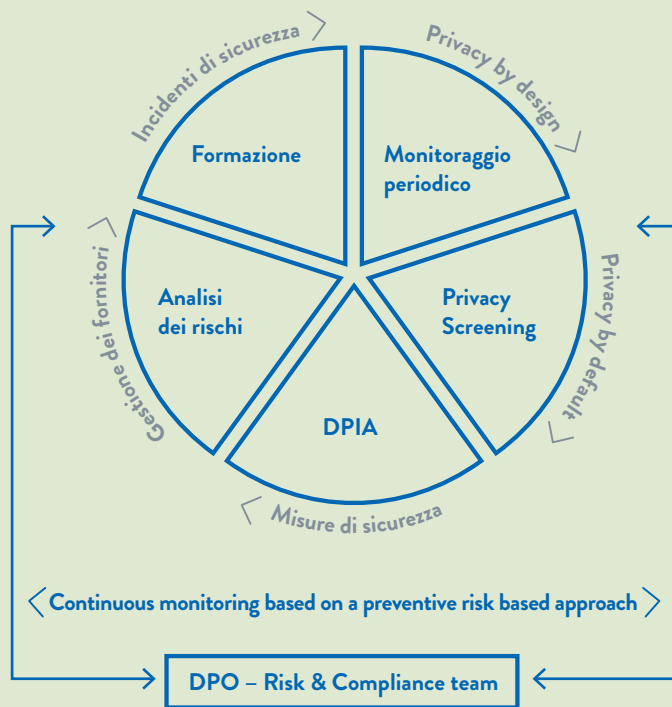 Incidenti di sicurezza
Privacy by design
Formazione
Monitoraggio
periodico
Gestione dei fornitori
Analisi
dei rischi
Privacy
Screening
Privacy by default
DPIA
Misure di sicurezza
Continuous monitoring based on a preventive risk based approach
DPO – Risk & Compliance team